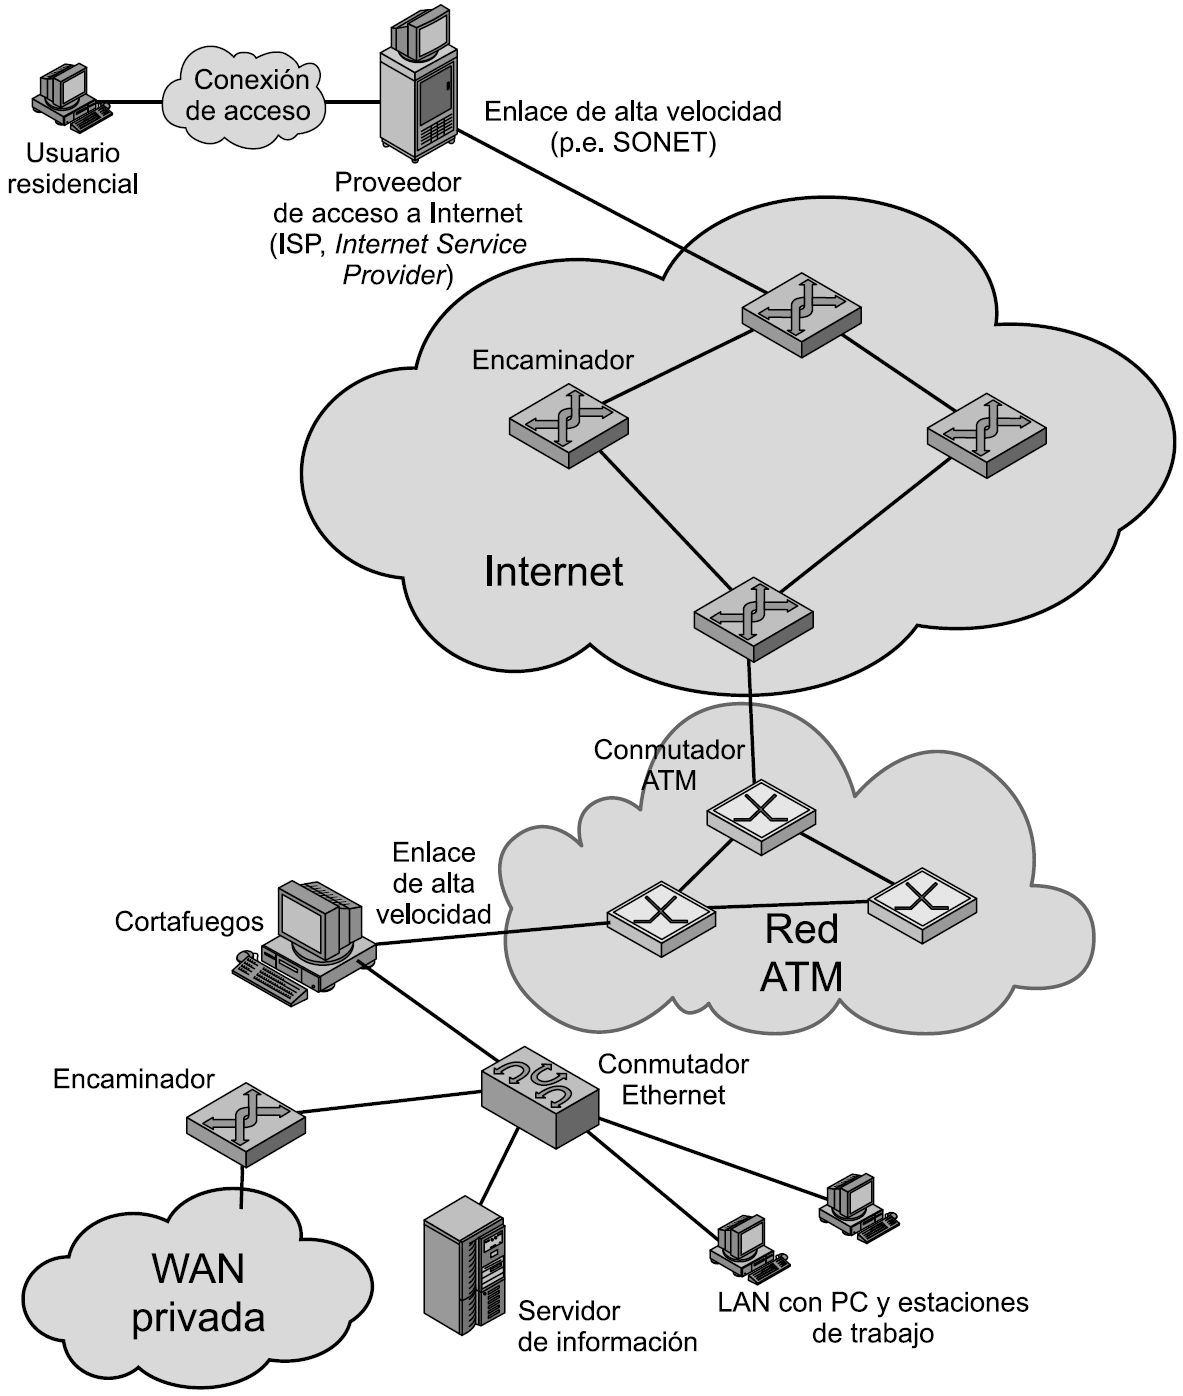 Conexión
de acceso
Usuario
residencial
Enlace de alta velocidad
(p.e. SONET)
Proveedor
de acceso a Internet
(ISP, Internet Service
Provider)
Encaminador
Internet
Conmutador
ATM
Enlace
de alta
velocidad
Cortafuegos
Red
ATM
Conmutador
Ethernet
Encaminador
WAN
privada
Servidor
de información
LAN con PC y estaciones
de trabajo